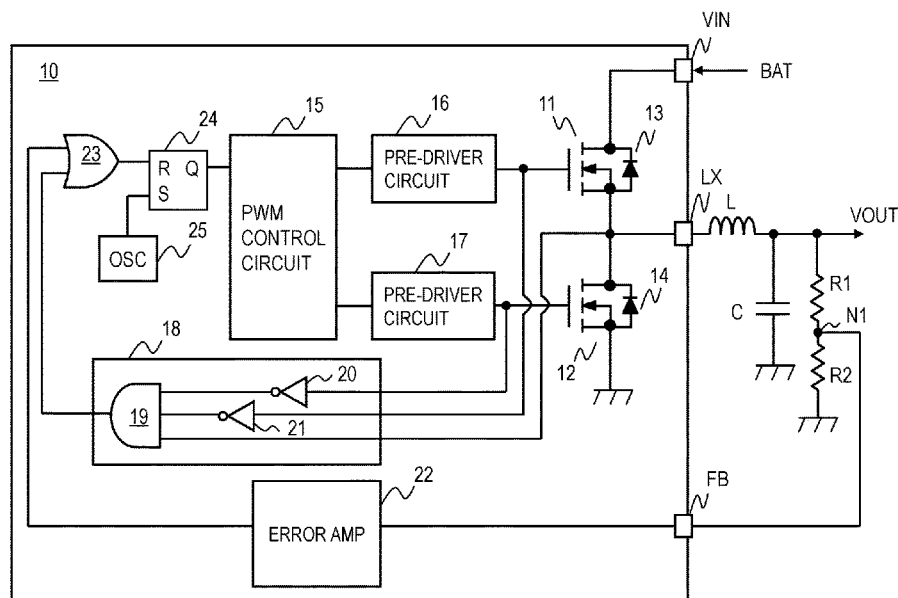 VIN
10
BAT
24
15
16
11
13
23
R Q
S
PRE-DRIVER
CIRCUIT
LX
L
VOUT
PWM
CONTROL
CIRCUIT
OSC
25
17
PRE-DRIVER
CIRCUIT
14
R1
C
N1
18
12
R2
20
19
21
22
FB
ERROR AMP